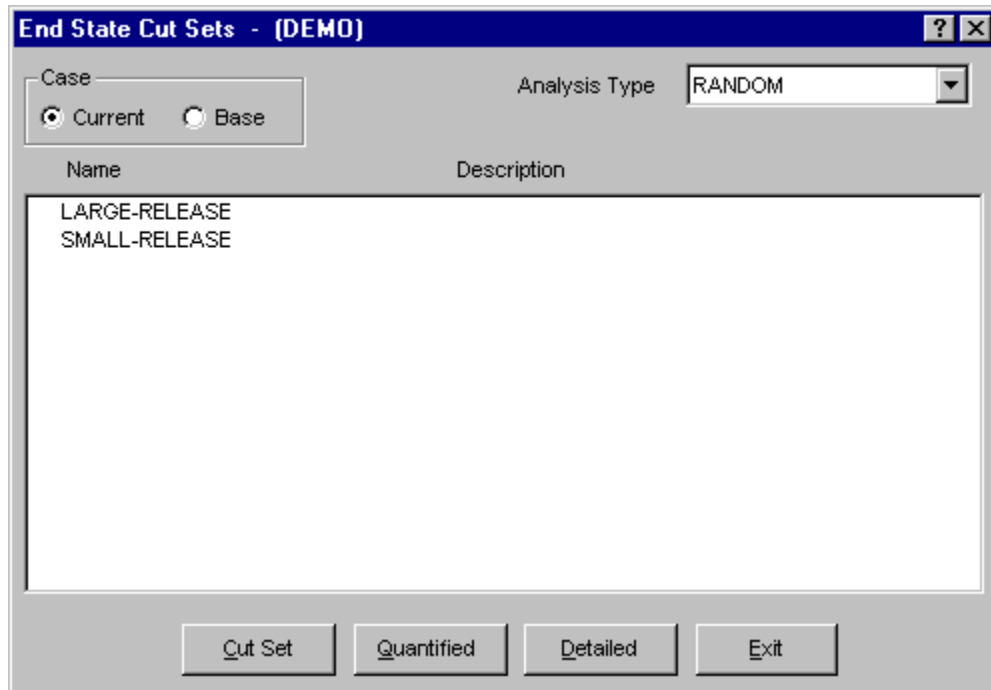 End State Cut Sets - (DEMO)
Case
Current Base
Analysis Type RANDOM
Name Description
LARGE-RELEASE
SMALL-RELEASE
Cut Set Quantified Detailed Exit